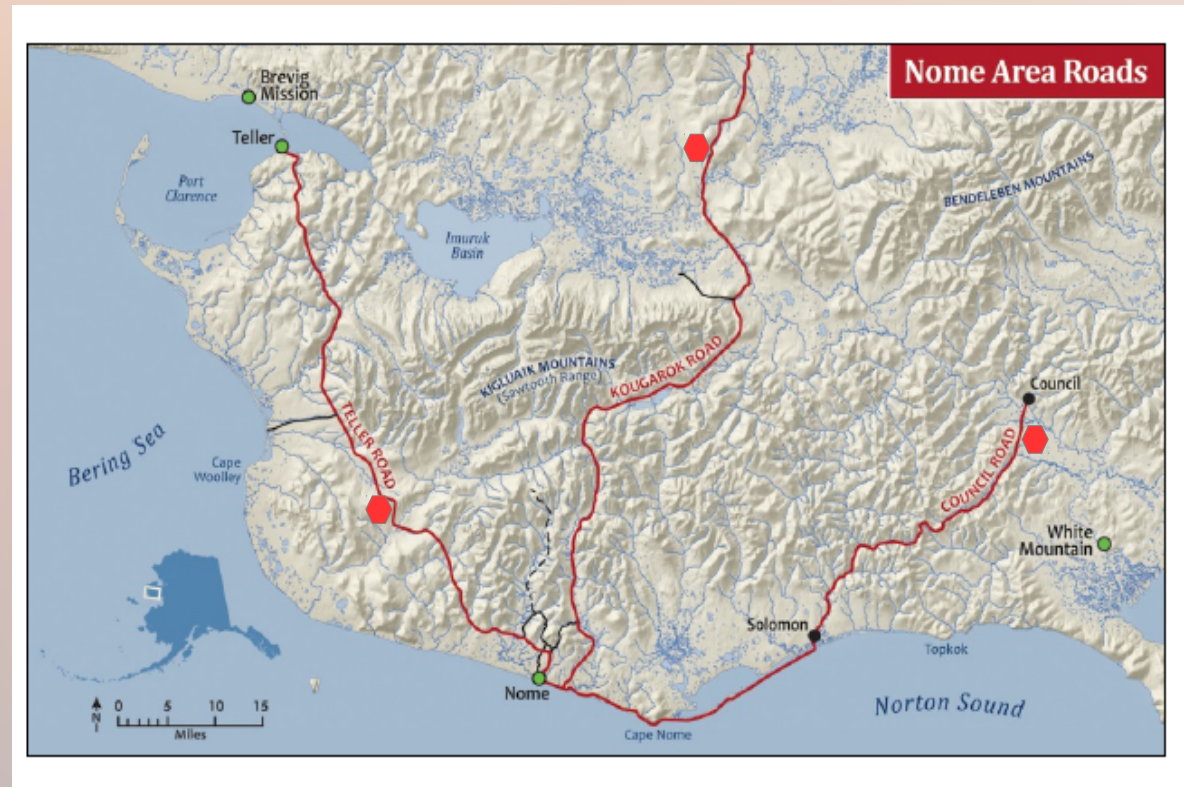 Nome Area Roads
Brevig
Mission
Teller
Port
Clarence
Imuruk
Basin
BENDELEBEN MOUNTAINS
KIGLUAIK MOUNTAINS
(Sawtooth Range)
KOUGAROK ROAD
TELLER ROAD
Council
COUNCIL ROAD
Bering Sea
Cape
Woolley
White
Mountain
Solomon
Topkok
Nome
Norton Sound
Cape Nome
N
0 5 10 15
Miles